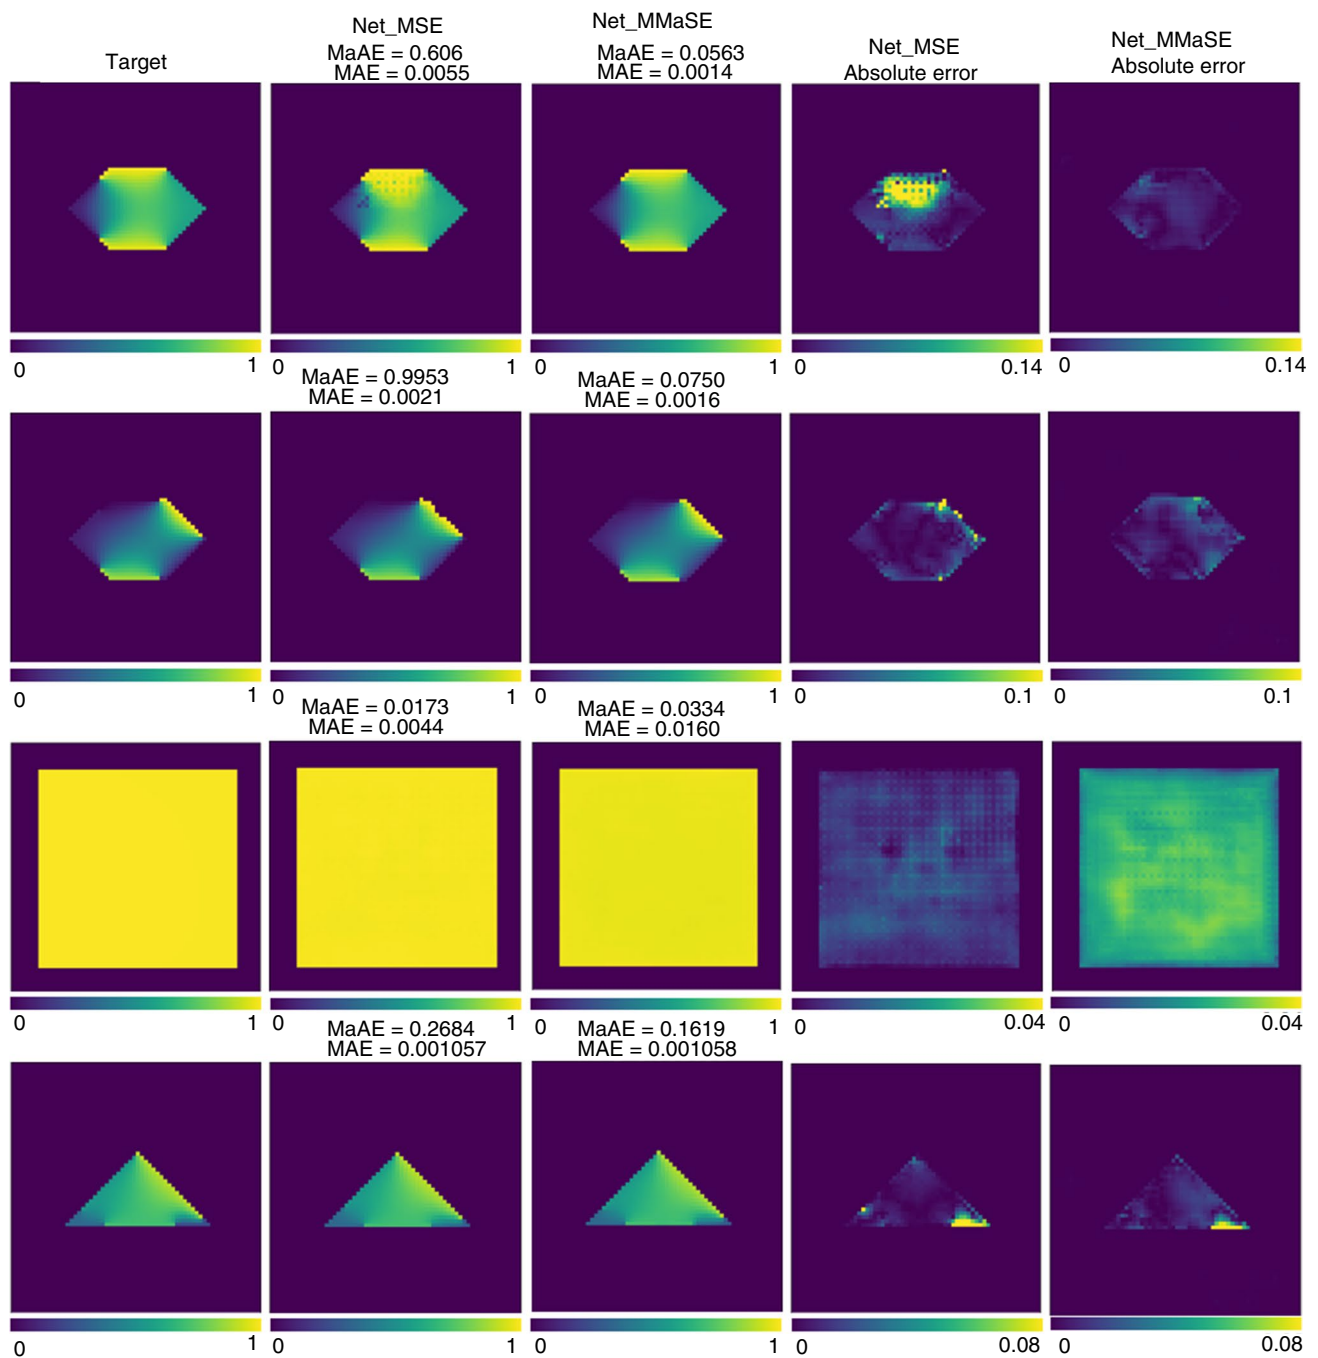 Target
Net_MSE
MaAE = 0.606
MAE = 0.0055
Net_MMaSE
MaAE = 0.0563
MAE = 0.0014
Net_MSE
Absolute error
Net_MMaSE
Absolute error
0 1 0 1 0 1 0 0.14 0 0.14
MaAE = 0.9953
MAE = 0.0021
MaAE = 0.0750
MAE = 0.0016
0 1 0 1 0 1 0 0.1 0 0.1
MaAE = 0.0173
MAE = 0.0044
MaAE = 0.0334
MAE = 0.0160
0 1 0 1 0 1 0 0.04 0 0.04
MaAE = 0.2684
MAE = 0.001057
MaAE = 0.1619
MAE = 0.001058
0 1 0 1 0 1 0 0.08 0 0.08